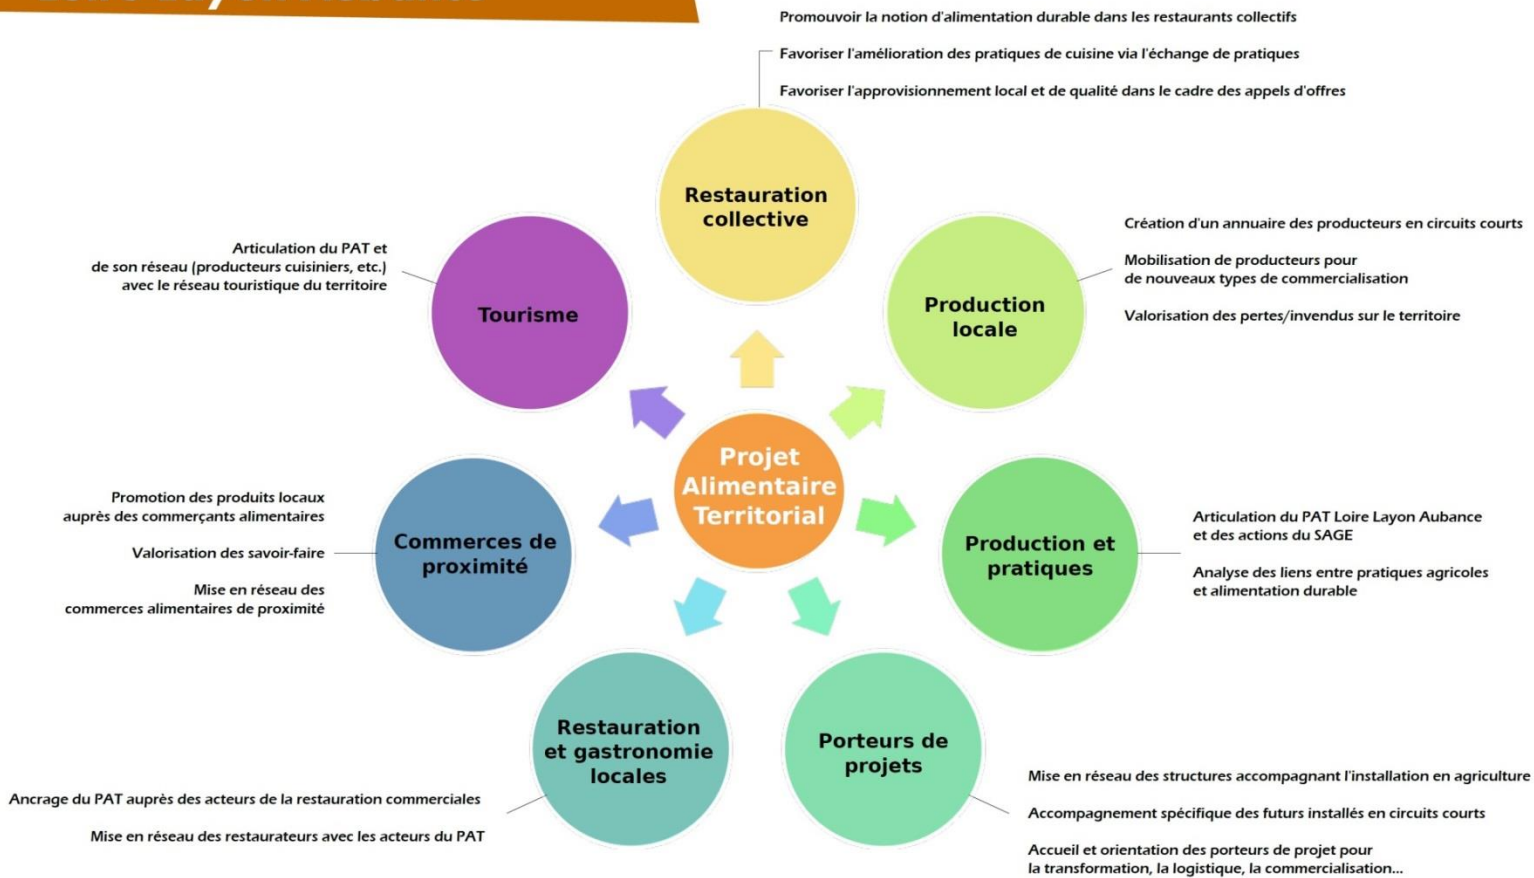 Promouvoir la notion d'alimentation durable dans les restaurants collectifs
Favoriser l'amélioration des pratiques de cuisine via l'échange de pratiques
Favoriser l'approvisionnement local et de qualité dans le cadre des appels d'offres
Restauration
collective
Création d'un annuaire des producteurs en circuits courts
Mobilisation de producteurs pour
de nouveaux types de commercialisation
Valorisation des pertes/invendus sur le territoire
Production
locale
Articulation du PAT et
de son réseau (producteurs cuisiniers, etc.)
avec le réseau touristique du territoire
Tourisme
Projet
Alimentaire
Territorial
Promotion des produits locaux
auprès des commerçants alimentaires
Valorisation des savoir-faire
Mise en réseau des
commerces alimentaires de proximité
Commerces de
proximité
Production et
pratiques
Articulation du PAT Loire Layon Aubance
et des actions du SAGE
Analyse des liens entre pratiques agricoles
et alimentation durable
Restauration
et gastronomie
locales
Ancrage du PAT auprès des acteurs de la restauration commerciales
Mise en réseau des restaurateurs avec les acteurs du PAT
Porteurs de
projets
Mise en réseau des structures accompagnant l'installation en agriculture
Accompagnement spécifique des futurs installés en circuits courts
Accueil et orientation des porteurs de projet pour
la transformation, la logistique, la commercialisation...